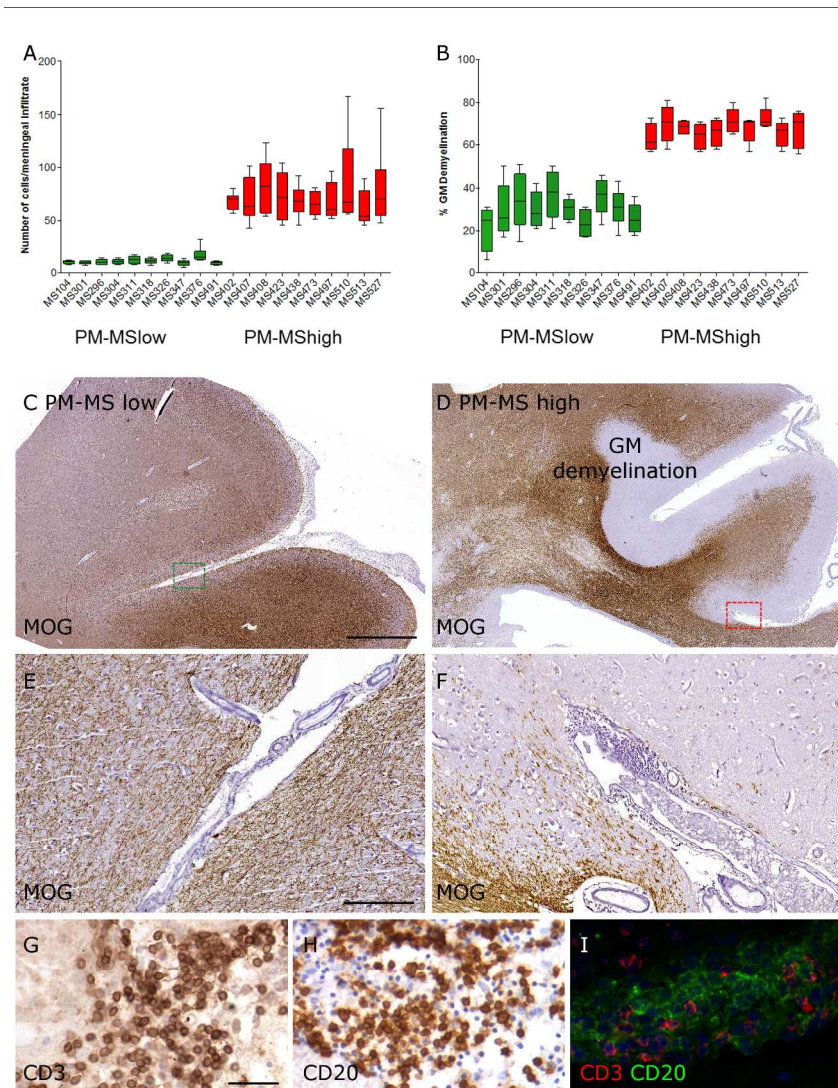 A
Number of cells/meningeal infiltrate
200
150
100
50
0
MS104 MS301 MS296 MS304 MS311 MS318 MS326 MS347 MS376 MS491 MS402 MS407 MS408 MS423 MS438 MS473 MS497 MS510 MS513 MS527
PM-MSlow PM-MShigh
B
% GM Demyelination
100
80
60
40
20
0
MS104 MS301 MS296 MS304 MS311 MS318 MS326 MS347 MS376 MS491 MS402 MS407 MS408 MS423 MS438 MS473 MS497 MS510 MS513 MS527
PM-MSlow PM-MShigh
C PM-MS low
MOG
D PM-MS high
GM
demyelination
MOG
E
MOG
F
MOG
G
CD3
H
CD20
I
CD3 CD20